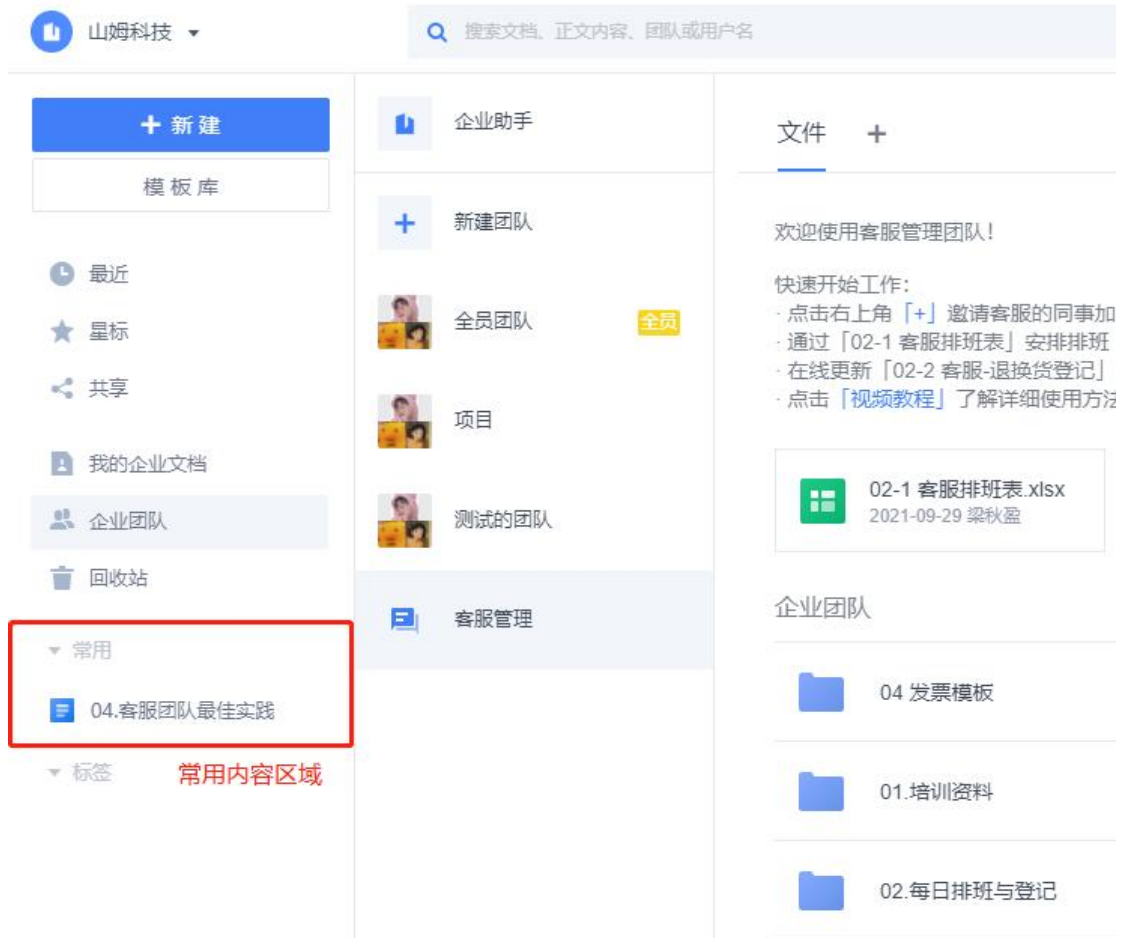 山姆科技
搜索文档、正文内容、团队或用户名
新建
模板库
最近
星标
共享
我的企业文档
企业团队
回收站
常用
04.客服团队最佳实践
标签
常用内容区域
企业助手
新建团队
全员团队
全员
项目
测试的团队
客服管理
文件
欢迎使用客服管理团队！
快速开始工作：
· 点击右上角「+」邀请客服的同事加
· 通过「02-1 客服排班表」安排排班
· 在线更新「02-2 客服-退换货登记」
· 点击「视频教程」了解详细使用方法
02-1 客服排班表.xlsx
2021-09-29 梁秋盈
企业团队
04 发票模板
01.培训资料
02.每日排班与登记